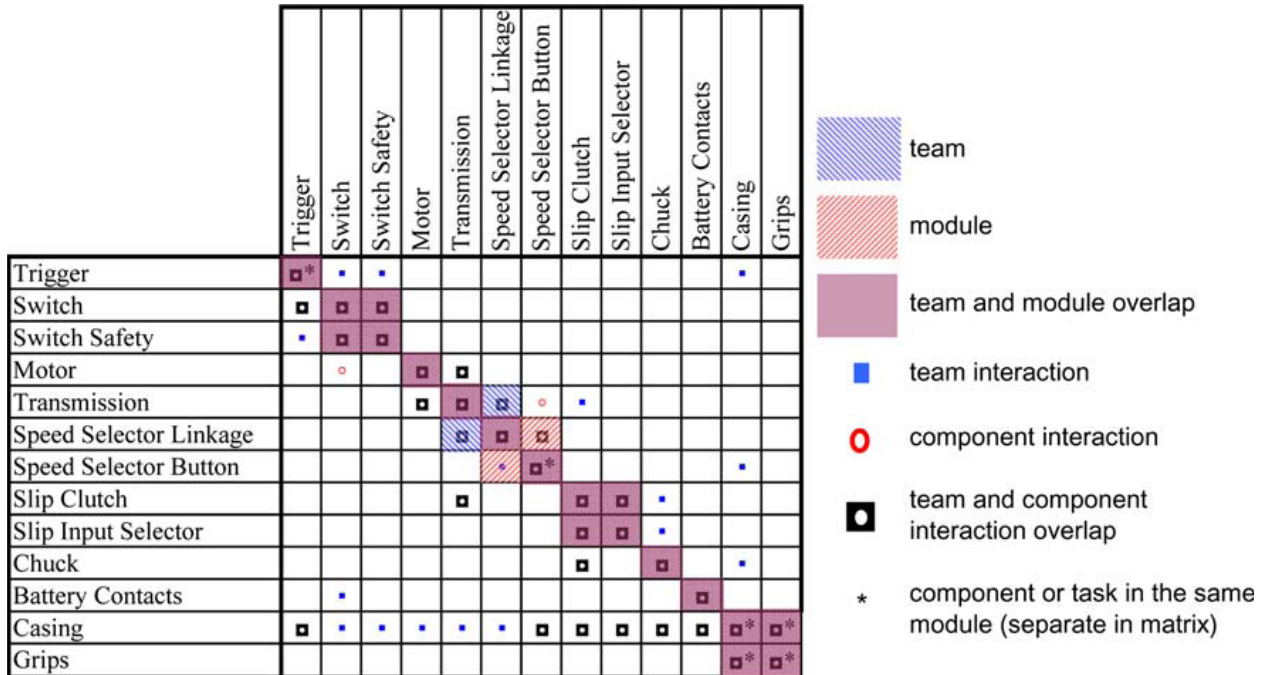 Trigger
Switch
Switch Safety
Motor
Transmission
Speed Selector Linkage
Speed Selector Button
Slip Clutch
Slip Input Selector
Chuck
Battery Contacts
Casing
Grips
Trigger *
Switch
Switch Safety
Motor
Transmission
Speed Selector Linkage
Speed Selector Button *
Slip Clutch
Slip Input Selector
Chuck
Battery Contacts
Casing * *
Grips * *
team
module
team and module overlap
team interaction
component interaction
team and component
interaction overlap
* component or task in the same
module (separate in matrix)